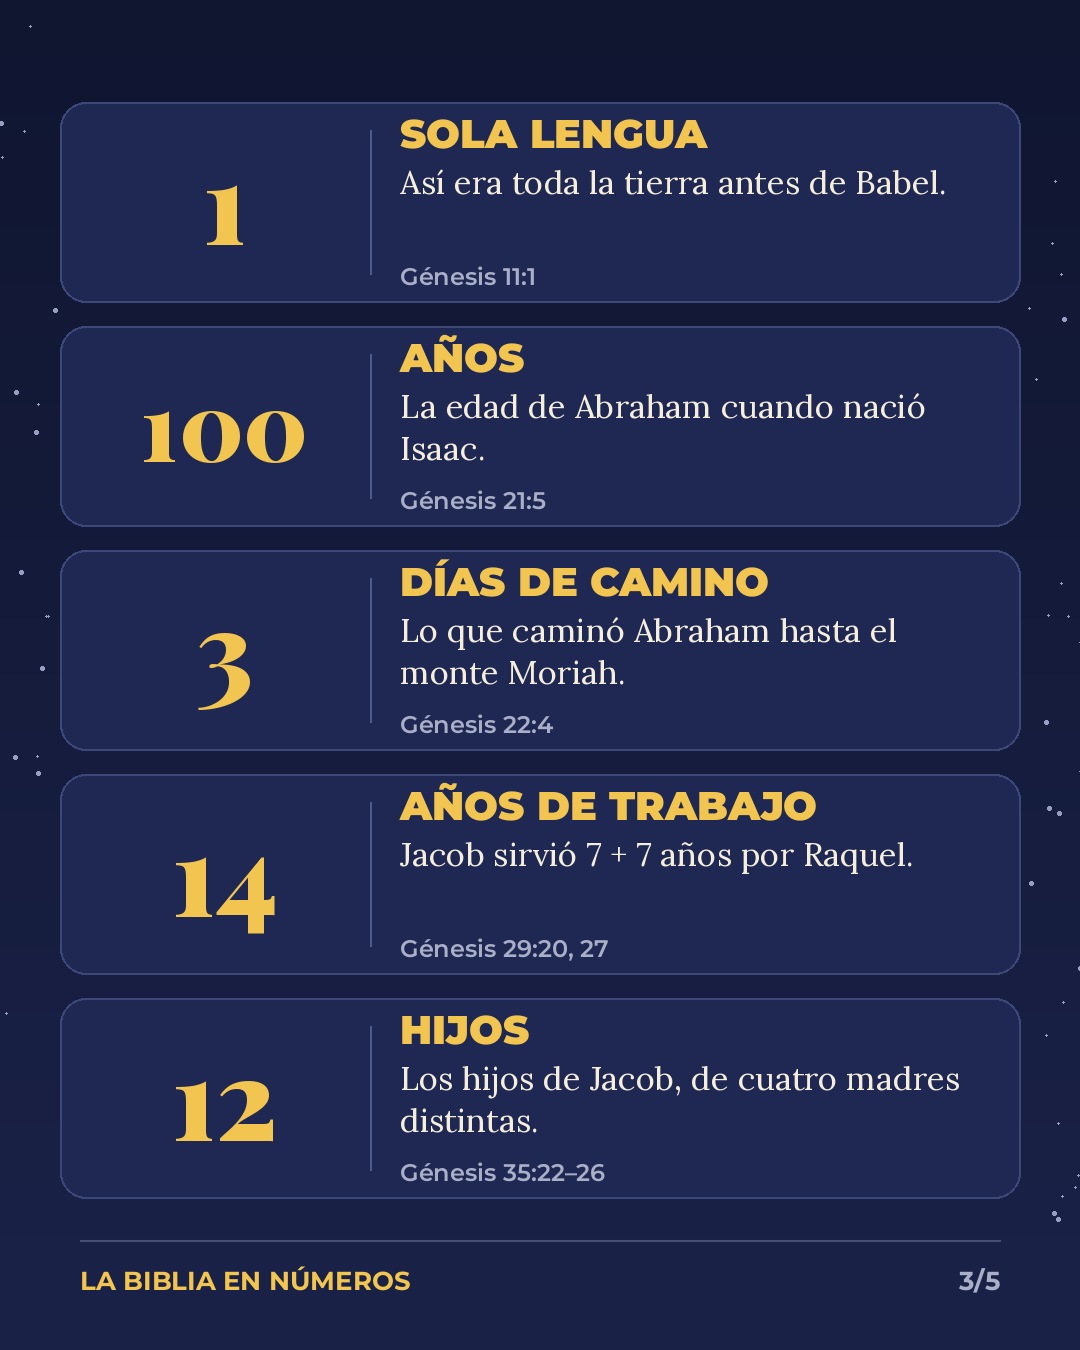 1
SOLA LENGUA
Así era toda la tierra antes de Babel.
Génesis 11:1
100
AÑOS
La edad de Abraham cuando nació
Isaac.
Génesis 21:5
3
DÍAS DE CAMINO
Lo que caminó Abraham hasta el
monte Moriah.
Génesis 22:4
14
AÑOS DE TRABAJO
Jacob sirvió 7 + 7 años por Raquel.
Génesis 29:20, 27
12
HIJOS
Los hijos de Jacob, de cuatro madres
distintas.
Génesis 35:22–26
LA BIBLIA EN NÚMEROS
3/5